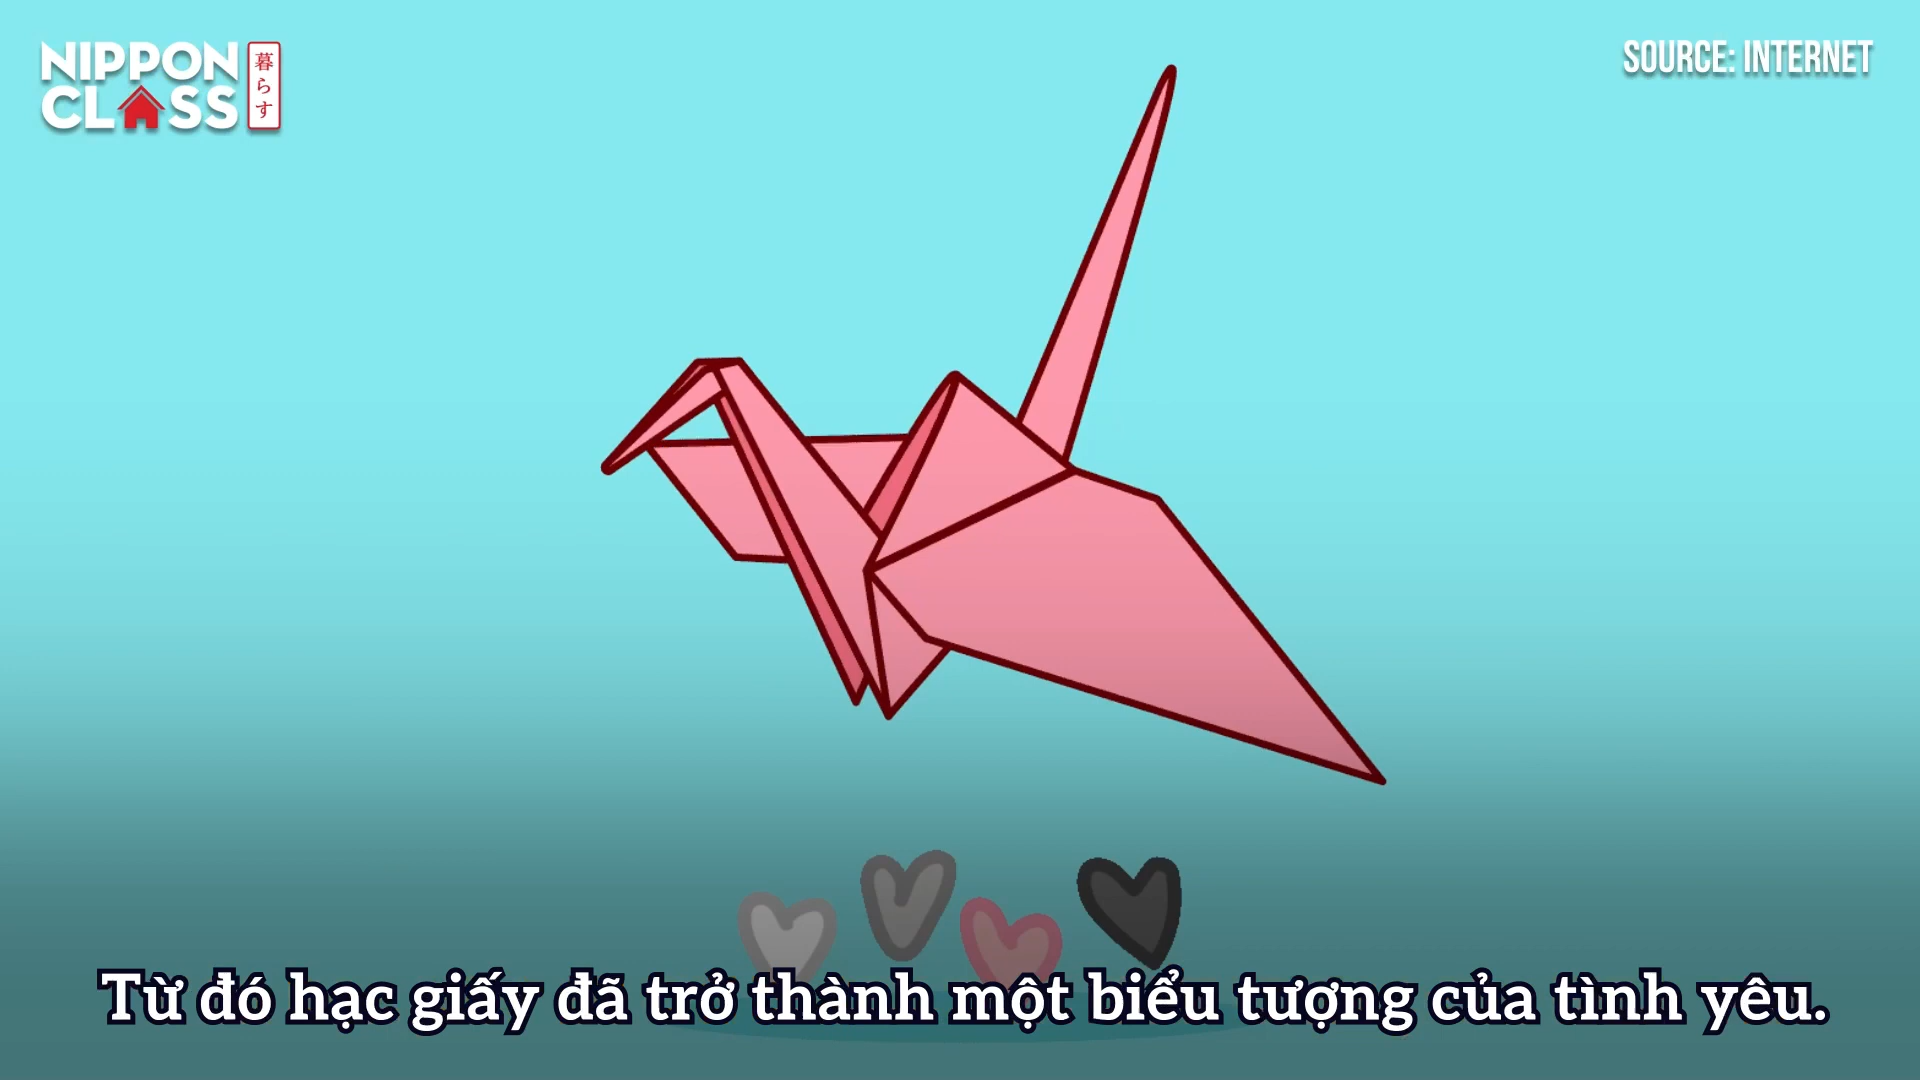 NIPPON
CLASS
暮らす
SOURCE: INTERNET
Từ đó hạc giấy đã trở thành một biểu tượng của tình yêu.